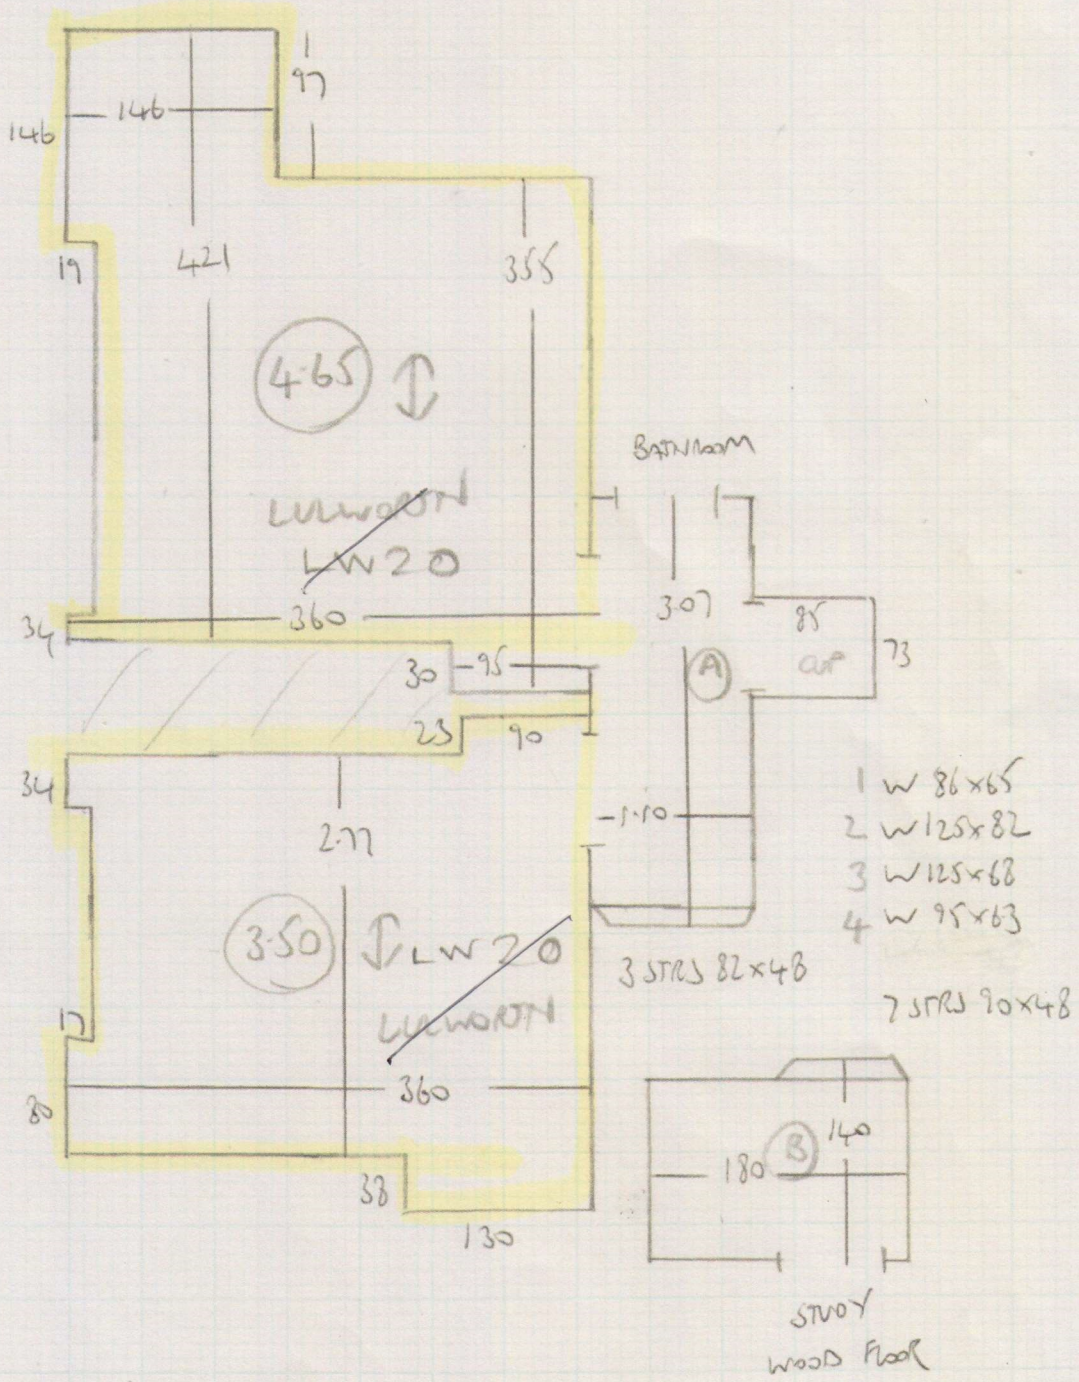 97
146
146
19
421
355
4.65
BATHROOM
LULWORTH
LW20
34
360
3.07
85
CUP
73
30
95
A
23
90
34
2.77
1.10
1 W 86x65
2 W 125x82
3 W 125x68
4 W 95x63
3.50
LW20
LULWORTH
3 STRS 82x48
7 STRS 90x48
17
360
80
180
B
140
38
130
STUDY
WOOD FLOOR